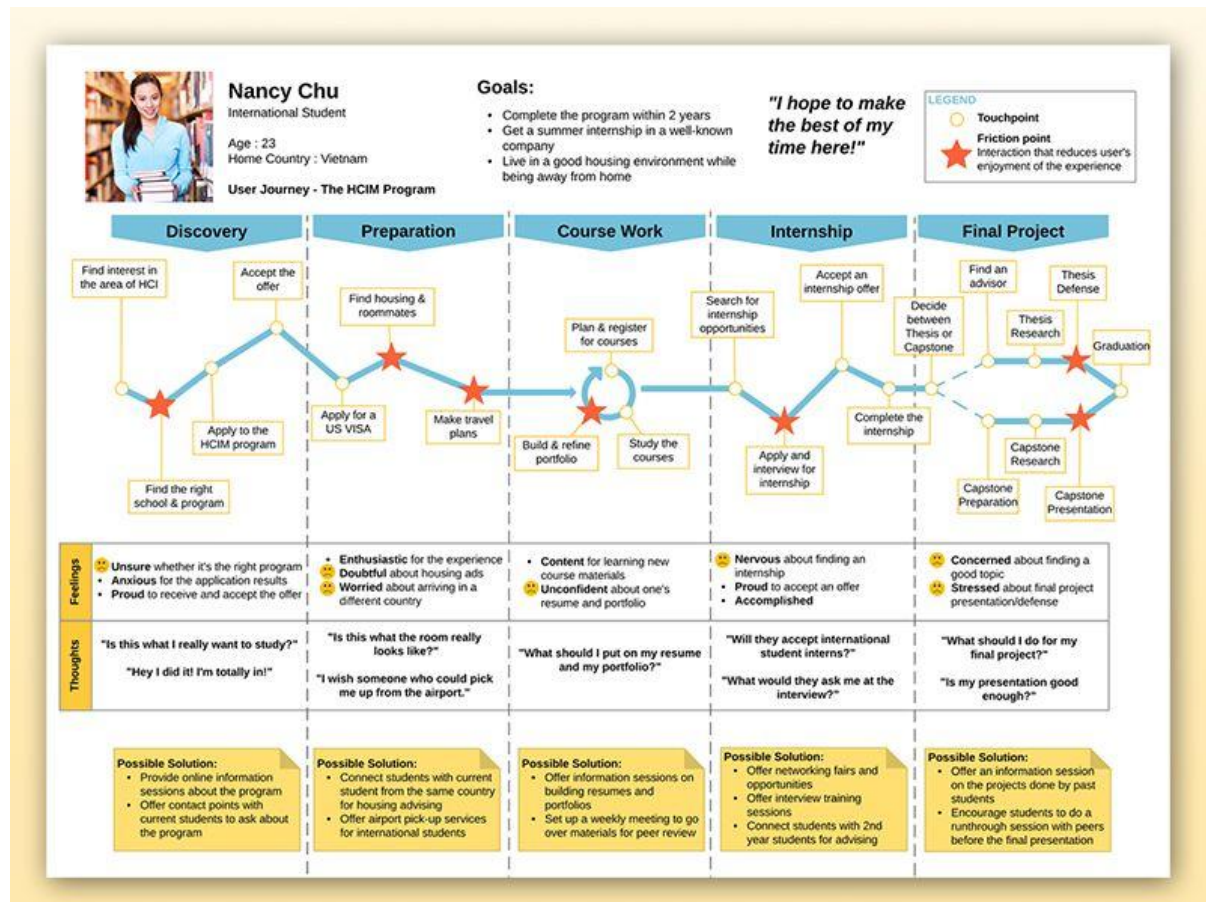 Nancy Chu
International Student
Age : 23
Home Country : Vietnam
User Journey - The HCIM Program
Goals:
• Complete the program within 2 years
• Get a summer internship in a well-known
company
• Live in a good housing environment while
being away from home
"I hope to make
the best of my
time here!"
LEGEND
Touchpoint
Friction point
Interaction that reduces user's
enjoyment of the experience
Discovery
Preparation
Course Work
Internship
Final Project
Find interest in
the area of HCI
Accept the
offer
Apply to the
HCIM program
Find the right
school & program
Find housing &
roommates
Apply for a
US VISA
Make travel
plans
Plan & register
for courses
Build & refine
portfolio
Study the
courses
Search for
internship
opportunities
Accept an
internship offer
Apply and
interview for
internship
Complete the
internship
Decide
between
Thesis or
Capstone
Find an
advisor
Thesis
Research
Thesis
Defense
Graduation
Capstone
Preparation
Capstone
Research
Capstone
Presentation
Feelings
Unsure whether it's the right program
• Anxious for the application results
• Proud to receive and accept the offer
• Enthusiastic for the experience
Doubtful about housing ads
Worried about arriving in a
different country
• Content for learning new
course materials
Unconfident about one's
resume and portfolio
Nervous about finding an
internship
• Proud to accept an offer
• Accomplished
Concerned about finding a
good topic
Stressed about final project
presentation/defense
Thoughts
"Is this what I really want to study?"
"Hey I did it! I'm totally in!"
"Is this what the room really
looks like?"
"I wish someone who could pick
me up from the airport."
"What should I put on my resume
and my portfolio?"
"Will they accept international
student interns?"
"What would they ask me at the
interview?"
"What should I do for my
final project?"
"Is my presentation good
enough?"
Possible Solution:
• Provide online information
sessions about the program
• Offer contact points with
current students to ask about
the program
Possible Solution:
• Connect students with current
student from the same country
for housing advising
• Offer airport pick-up services
for international students
Possible Solution:
• Offer information sessions on
building resumes and
portfolios
• Set up a weekly meeting to go
over materials for peer review
Possible Solution:
• Offer networking fairs and
opportunities
• Offer interview training
sessions
• Connect students with 2nd
year students for advising
Possible Solution:
• Offer an information session
on the projects done by past
students
• Encourage students to do a
runthrough session with peers
before the final presentation